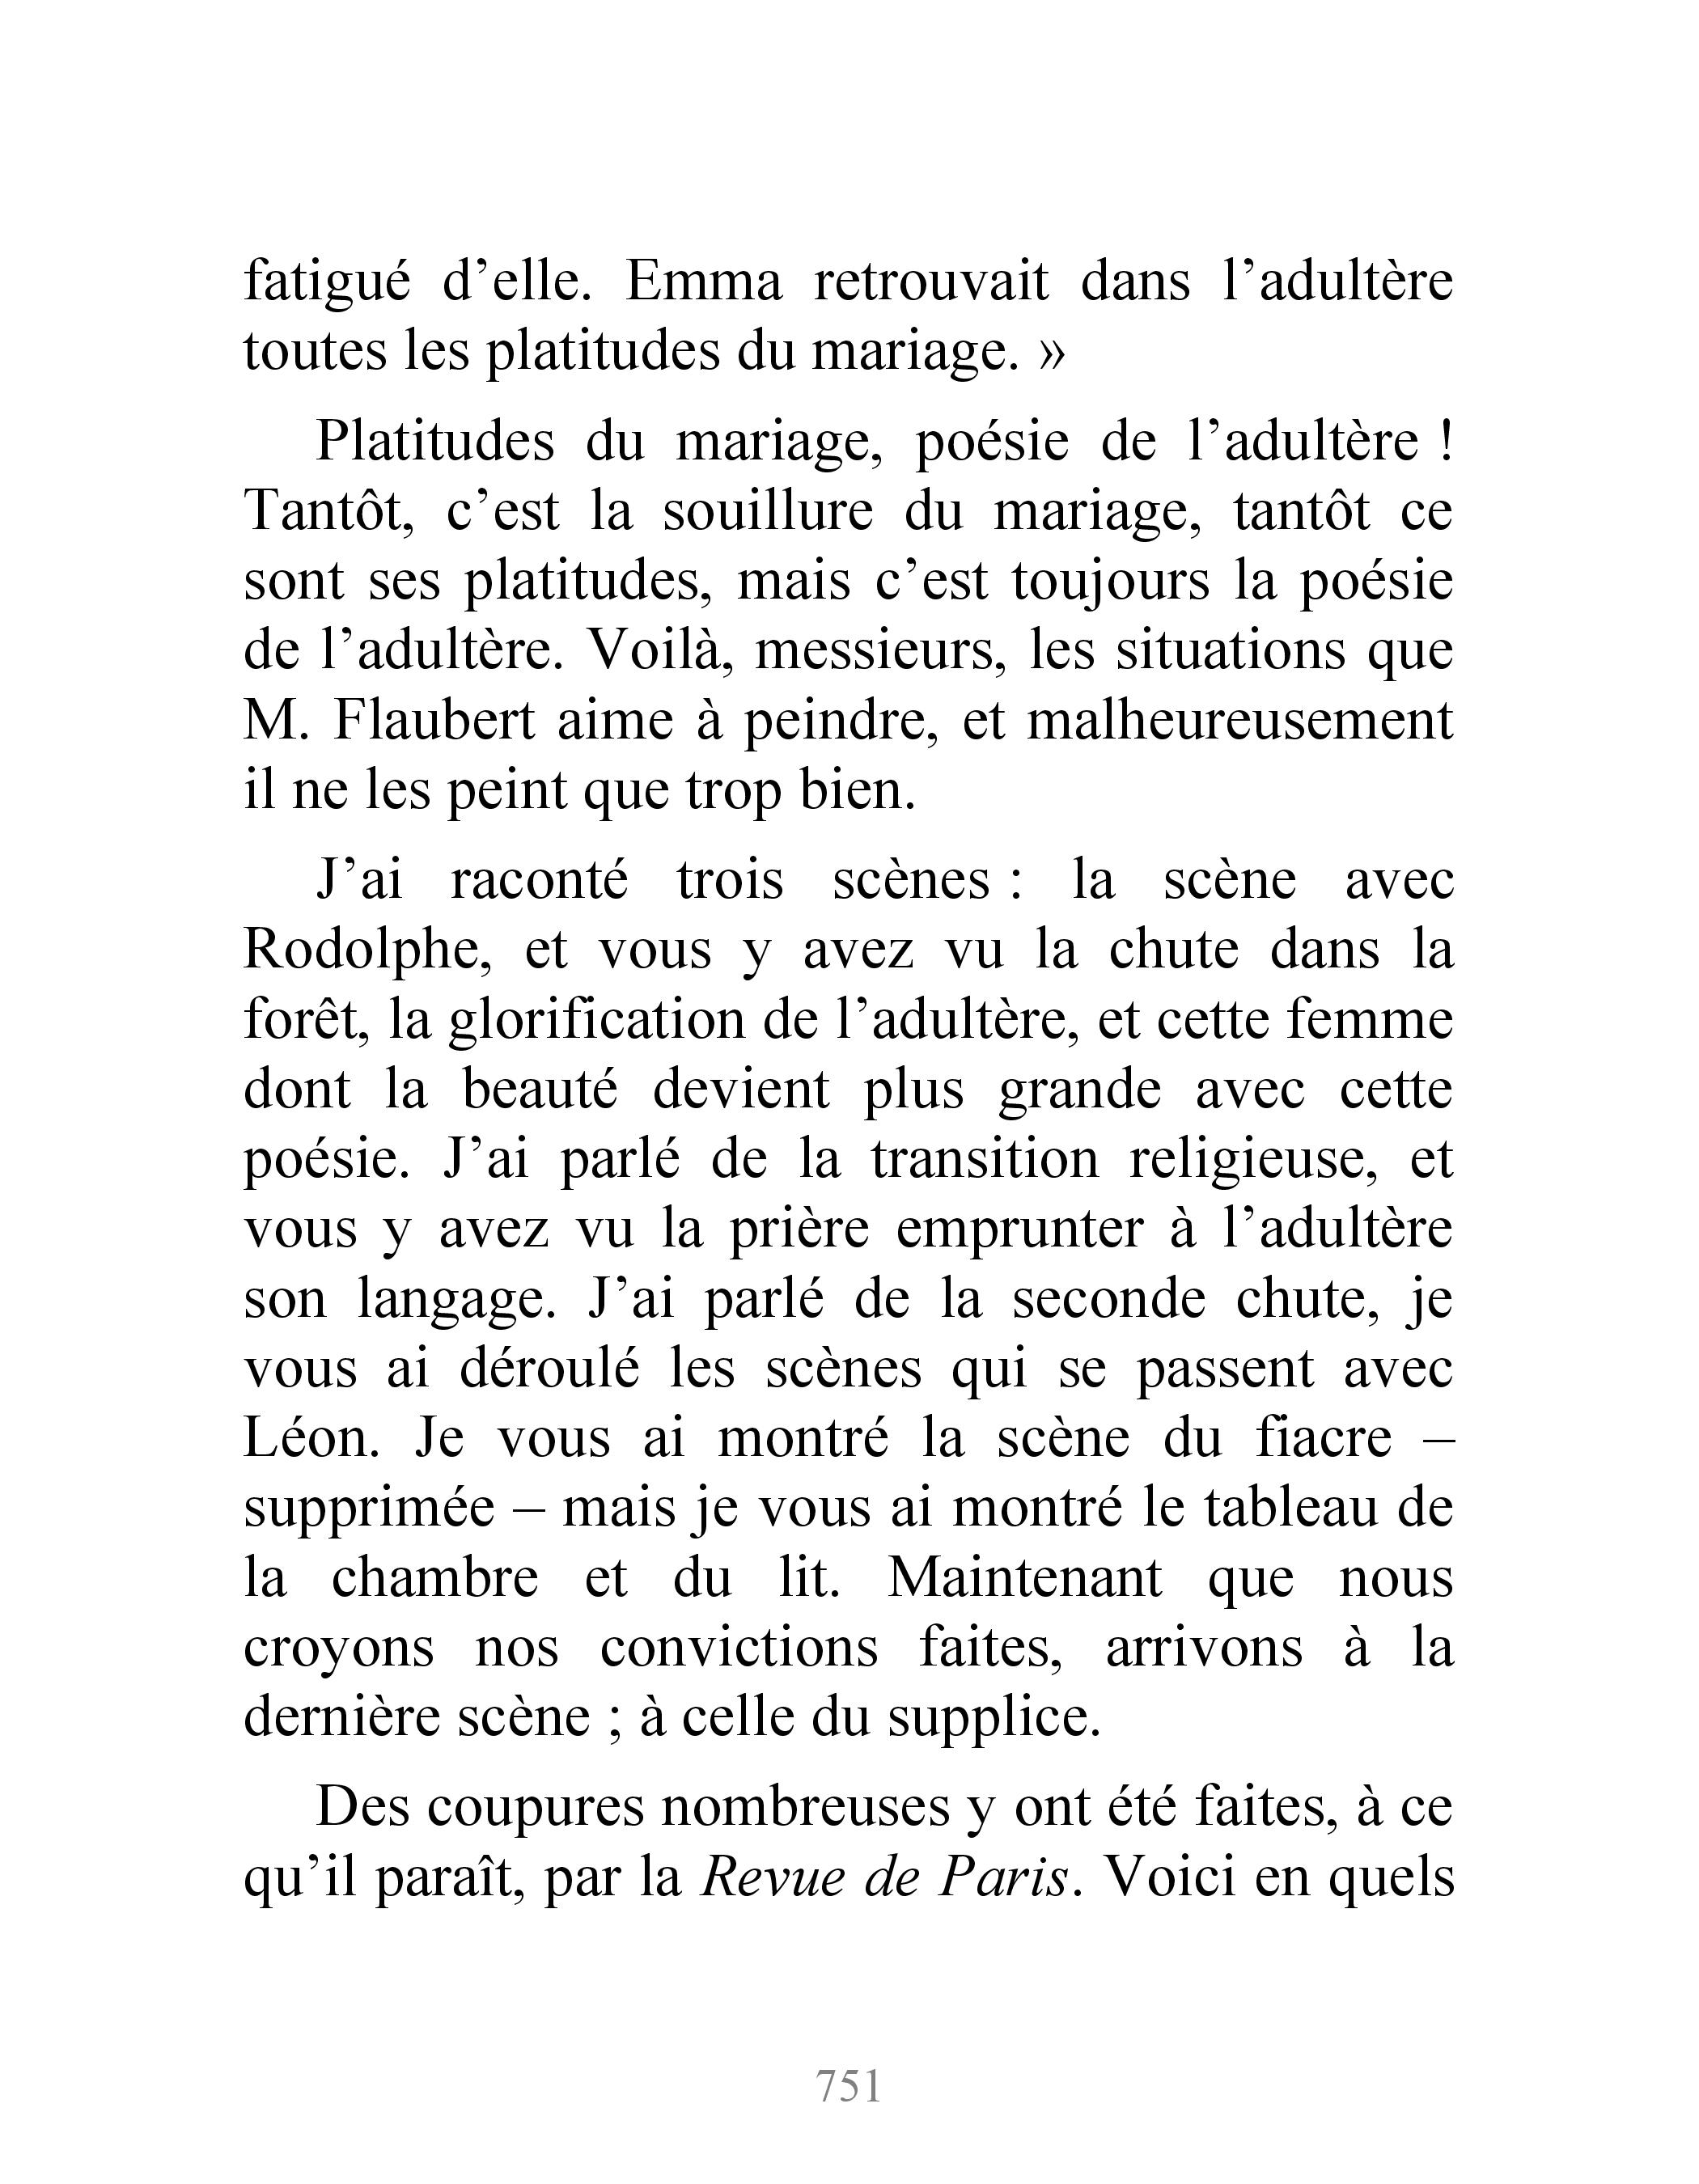 fatigué d’elle. Emma retrouvait dans l’adultère
toutes les platitudes du mariage. »
Platitudes du mariage, poésie de l’adultère !
Tantôt, c’est la souillure du mariage, tantôt ce
sont ses platitudes, mais c’est toujours la poésie
de l’adultère. Voilà, messieurs, les situations que
M. Flaubert aime à peindre, et malheureusement
il ne les peint que trop bien.
J’ai raconté trois scènes : la scène avec
Rodolphe, et vous y avez vu la chute dans la
forêt, la glorification de l’adultère, et cette femme
dont la beauté devient plus grande avec cette
poésie. J’ai parlé de la transition religieuse, et
vous y avez vu la prière emprunter à l’adultère
son langage. J’ai parlé de la seconde chute, je
vous ai déroulé les scènes qui se passent avec
Léon. Je vous ai montré la scène du fiacre –
supprimée – mais je vous ai montré le tableau de
la chambre et du lit. Maintenant que nous
croyons nos convictions faites, arrivons à la
dernière scène ; à celle du supplice.
Des coupures nombreuses y ont été faites, à ce
qu’il paraît, par la Revue de Paris. Voici en quels
751